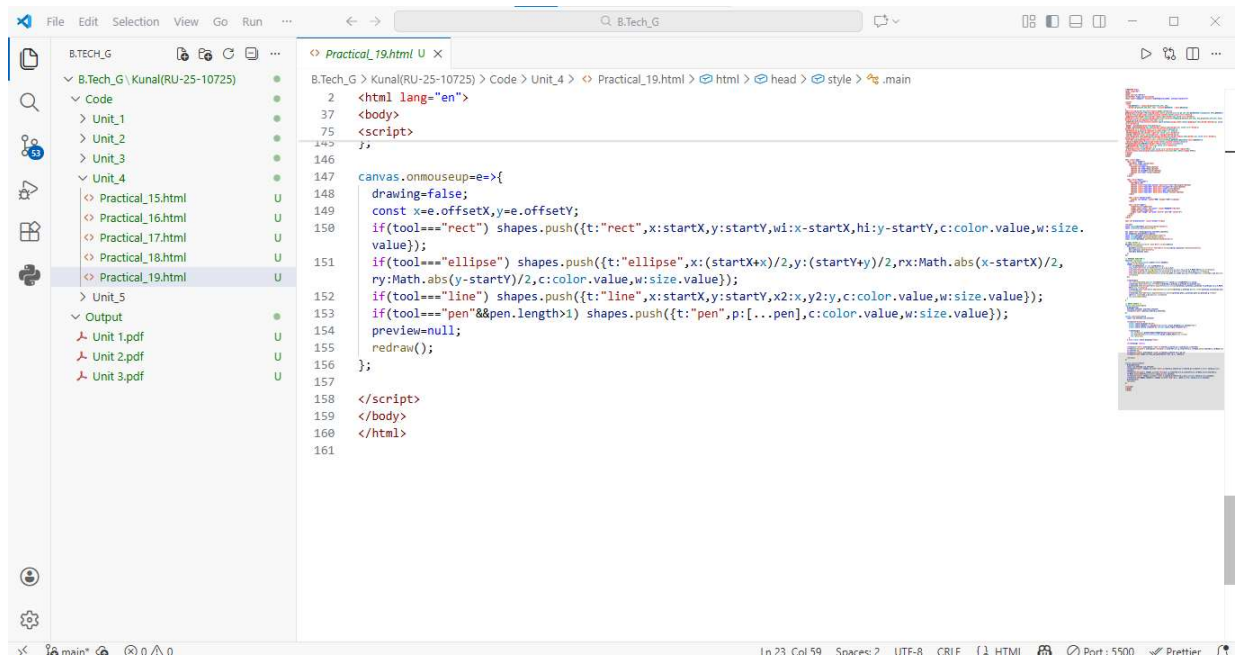 File Edit Selection View Go Run ...
B.Tech_G
B.TECH_G
B.Tech_G\Kunal(RU-25-10725)
Code
Unit_1
Unit_2
Unit_3
Unit_4
Practical_15.html U
Practical_16.html U
Practical_17.html U
Practical_18.html U
Practical_19.html U
Unit_5
Output
Unit 1.pdf U
Unit 2.pdf U
Unit 3.pdf U
53
Practical_19.html U
B.Tech_G > Kunal(RU-25-10725) > Code > Unit_4 > Practical_19.html > html > head > style > .main
2 <html lang="en">
37 <body>
75 <script>
145 };
146
147 canvas.onmouseup=e=>{
148 drawing=false;
149 const x=e.offsetX,y=e.offsetY;
150 if(tool==="rect") shapes.push({t:"rect",x:startX,y:startY,wi:x-startX,hi:y-startY,c:color.value,w:size.
value});
151 if(tool==="ellipse") shapes.push({t:"ellipse",x:(startX+x)/2,y:(startY+y)/2,rx:Math.abs(x-startX)/2,
ry:Math.abs(y-startY)/2,c:color.value,w:size.value});
152 if(tool==="line") shapes.push({t:"line",x:startX,y:startY,x2:x,y2:y,c:color.value,w:size.value});
153 if(tool==="pen"&&pen.length>1) shapes.push({t:"pen",p:[...pen],c:color.value,w:size.value});
154 preview=null;
155 redraw();
156 };
157
158 </script>
159 </body>
160 </html>
161
main* 0 0 Ln 23, Col 59 Spaces: 2 UTF-8 CRLF HTML Port : 5500 Prettier